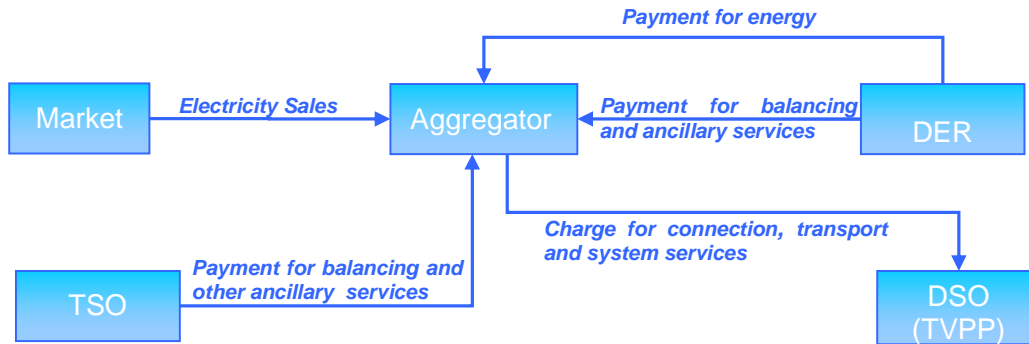 Payment for energy
Market
Electricity Sales
Aggregator
Payment for balancing
and ancillary services
DER
Charge for connection, transport
and system services
Payment for balancing and
other ancillary services
TSO
DSO
(TVPP)